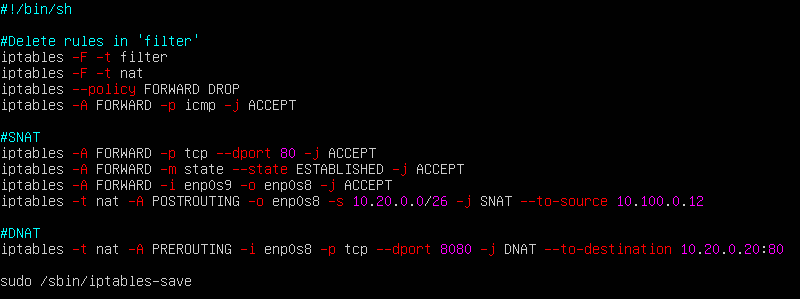 #!/bin/sh
#Delete rules in 'filter'
iptables -F -t filter
iptables -F -t nat
iptables --policy FORWARD DROP
iptables -A FORWARD -p icmp -j ACCEPT
#SNAT
iptables -A FORWARD -p tcp --dport 80 -j ACCEPT
iptables -A FORWARD -m state --state ESTABLISHED -j ACCEPT
iptables -A FORWARD -i enp0s9 -o enp0s8 -j ACCEPT
iptables -t nat -A POSTROUTING -o enp0s8 -s 10.20.0.0/26 -j SNAT --to-source 10.100.0.12
#DNAT
iptables -t nat -A PREROUTING -i enp0s8 -p tcp --dport 8080 -j DNAT --to-destination 10.20.0.20:80
sudo /sbin/iptables-save